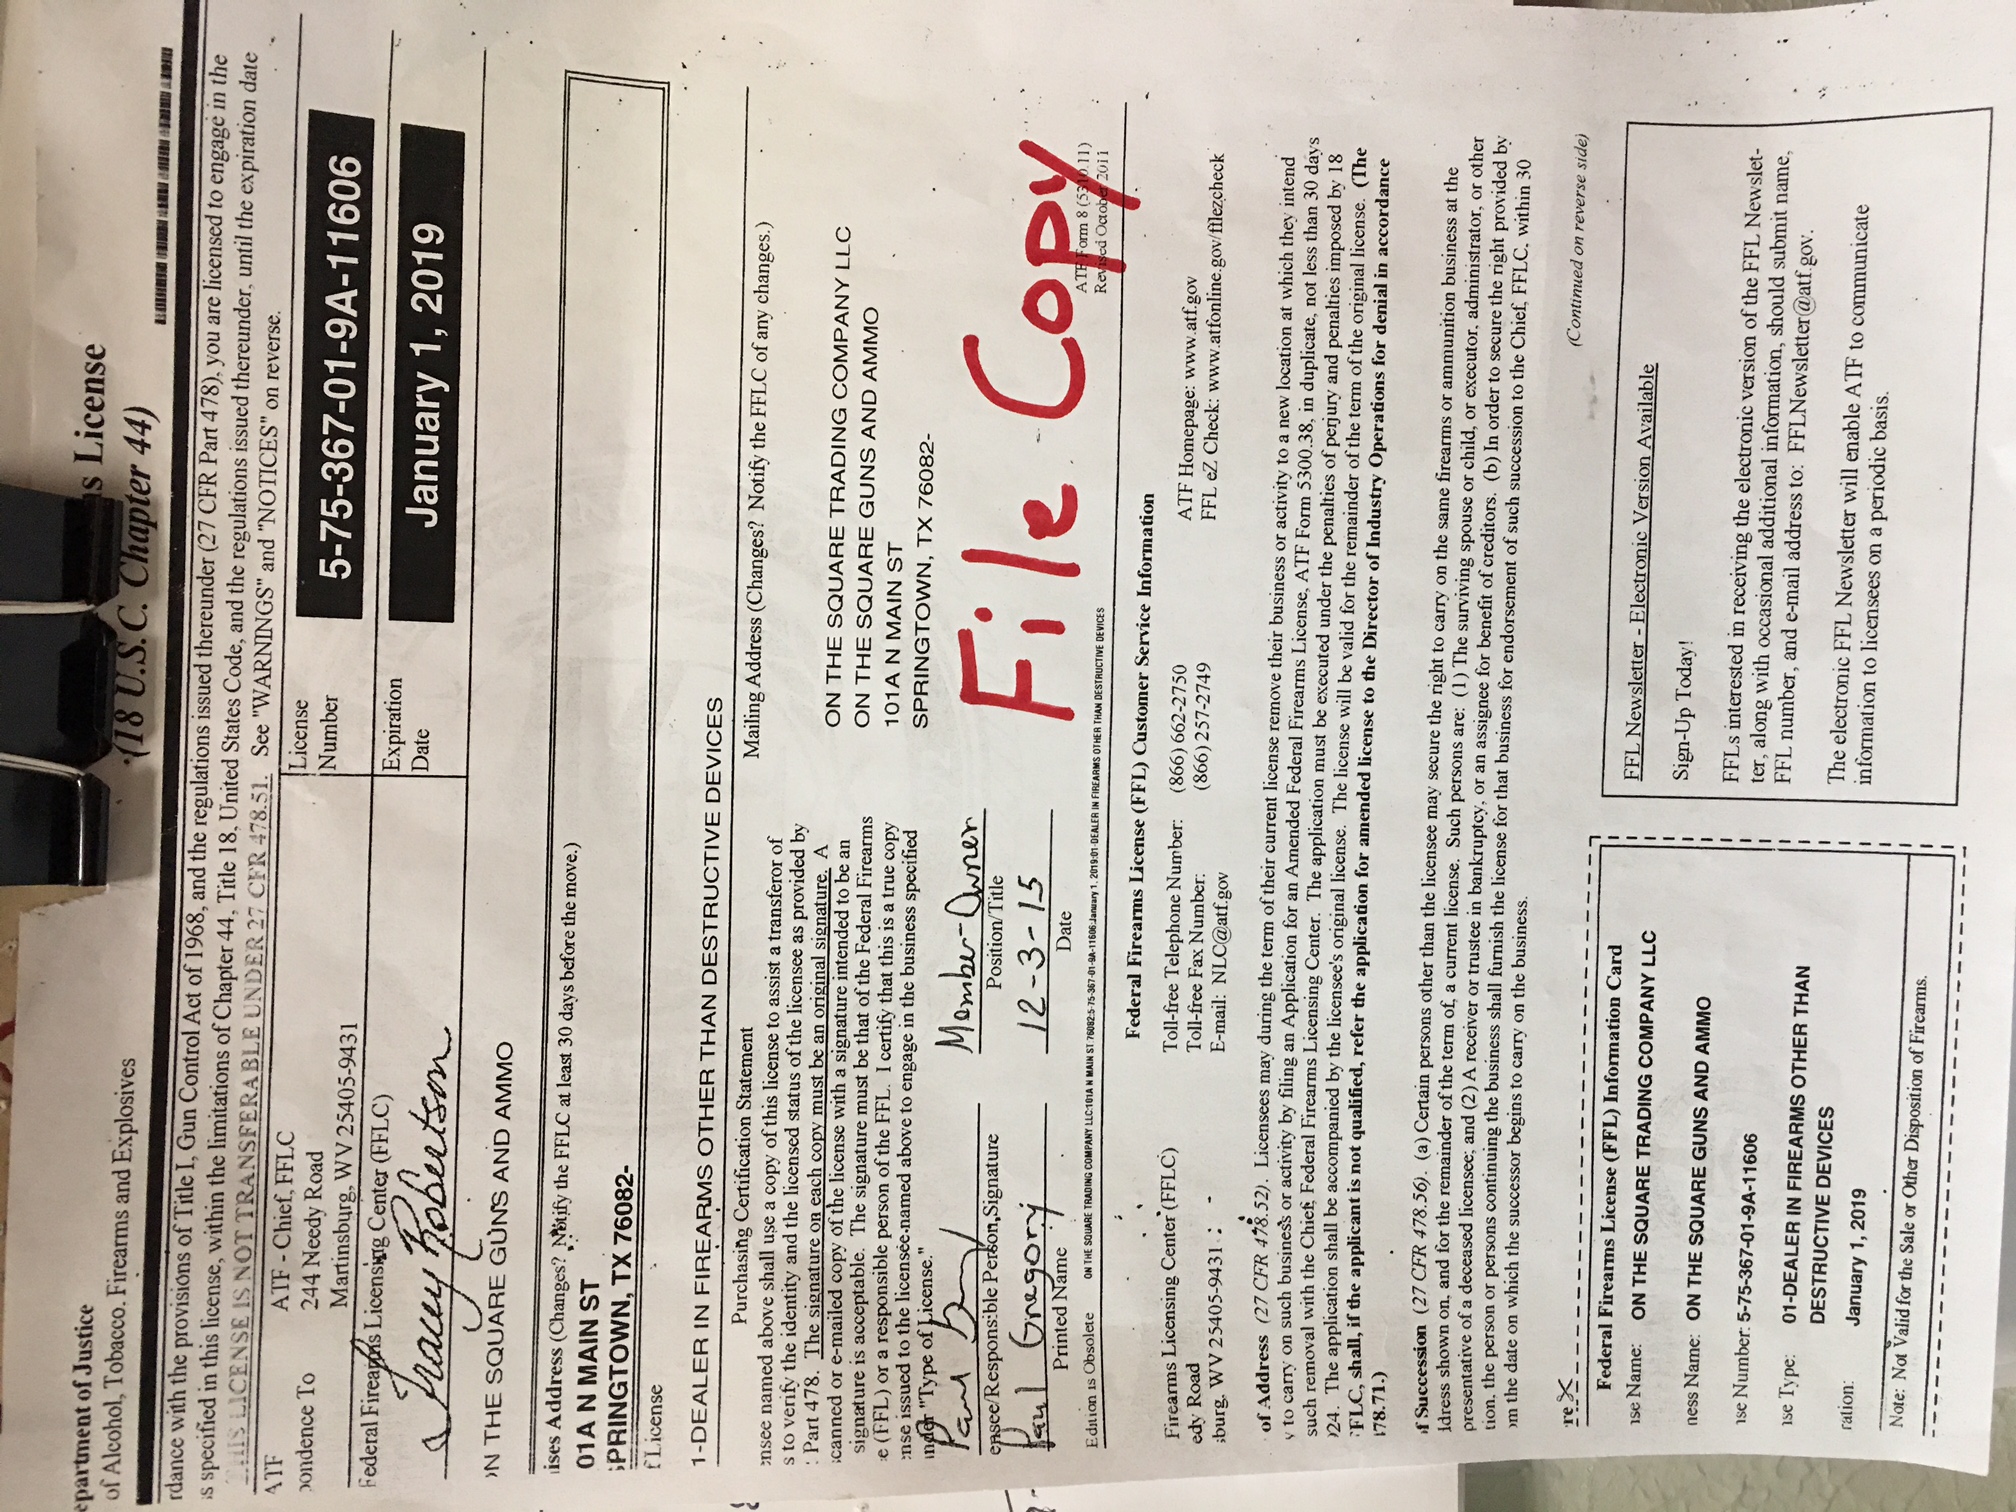 epartment of Justice
of Alcohol, Tobacco. Firearms and Explosives
s License
(18 U.S.C. Chapter 44)
rdance with the provisions of Title I, Gun Control Act of 1968, and the regulations issued thereunder (27 CFR Part 478), you are licensed to engage in the
s specified in this license, within the limitations of Chapter 44, Title 18, United States Code, and the regulations issued thereunder, until the expiration date
THIS LICENSE IS NOT TRANSFERABLE UNDER 27 CFR 478.51. See "WARNINGS" and "NOTICES" on reverse.
ATF
pondence To
ATF - Chief, FFLC
244 Needy Road
Martinsburg, WV 25405-9431
License
Number
5-75-367-01-9A-11606
Federal Firearms Licensing Center (FFLC)
Tracey Robertson
Expiration
Date
January 1, 2019
ON THE SQUARE GUNS AND AMMO
ises Address (Changes? Notify the FFLC at least 30 days before the move.)
01A N MAIN ST
SPRINGTOWN, TX 76082-
f License
1-DEALER IN FIREARMS OTHER THAN DESTRUCTIVE DEVICES
Purchasing Certification Statement
ensee named above shall use a copy of this license to assist a transferor of
s to verify the identity and the licensed status of the licensee as provided by
Part 478. The signature on each copy must be an original signature. A
scanned or e-mailed copy of the license with a signature intended to be an
signature is acceptable. The signature must be that of the Federal Firearms
e (FFL) or a responsible person of the FFL. I certify that this is a true copy
ense issued to the licensee named above to engage in the business specified
under "Type of License."
Mailing Address (Changes? Notify the FFLC of any changes.)
ON THE SQUARE TRADING COMPANY LLC
ON THE SQUARE GUNS AND AMMO
101A N MAIN ST
SPRINGTOWN, TX 76082-
Paul
Member-Owner
ensee/Responsible Person Signature
Position/Title
Paul Gregory
12-3-15
Printed Name
Date
File Copy
Edition is Obsolete
ON THE SQUARE TRADING COMPANY LLC:101A N MAIN ST:76082:5-75-367-01-9A-11606:January 1, 2019:01-DEALER IN FIREARMS OTHER THAN DESTRUCTIVE DEVICES
ATF Form 8 (5310.11)
Revised October 2011
Federal Firearms License (FFL) Customer Service Information
Firearms Licensing Center (FFLC)
edy Road
sburg, WV 25405-9431
Toll-free Telephone Number: (866) 662-2750
Toll-free Fax Number: (866) 257-2749
E-mail: NLC@atf.gov
ATF Homepage: www.atf.gov
FFL eZ Check: www.atfonline.gov/fflezcheck
of Address (27 CFR 478.52). Licensees may during the term of their current license remove their business or activity to a new location at which they intend
y to carry on such business or activity by filing an Application for an Amended Federal Firearms License, ATF Form 5300.38, in duplicate, not less than 30 days
such removal with the Chief, Federal Firearms Licensing Center. The application must be executed under the penalties of perjury and penalties imposed by 18
924. The application shall be accompanied by the licensee's original license. The license will be valid for the remainder of the term of the original license. (The
FFLC, shall, if the applicant is not qualified, refer the application for amended license to the Director of Industry Operations for denial in accordance
478.71.)
of Succession (27 CFR 478.56). (a) Certain persons other than the licensee may secure the right to carry on the same firearms or ammunition business at the
ddress shown on, and for the remainder of the term of, a current license. Such persons are: (1) The surviving spouse or child, or executor, administrator, or other
presentative of a deceased licensee; and (2) A receiver or trustee in bankruptcy, or an assignee for benefit of creditors. (b) In order to secure the right provided by
tion, the person or persons continuing the business shall furnish the license for that business for endorsement of such succession to the Chief, FFLC, within 30
om the date on which the successor begins to carry on the business.
re
(Continued on reverse side)
Federal Firearms License (FFL) Information Card
nse Name: ON THE SQUARE TRADING COMPANY LLC
ness Name: ON THE SQUARE GUNS AND AMMO
nse Number: 5-75-367-01-9A-11606
nse Type: 01-DEALER IN FIREARMS OTHER THAN
DESTRUCTIVE DEVICES
ration: January 1, 2019
Note: Not Valid for the Sale or Other Disposition of Firearms.
FFL Newsletter - Electronic Version Available
Sign-Up Today!
FFLs interested in receiving the electronic version of the FFL Newslet-
ter, along with occasional additional information, should submit name,
FFL number, and e-mail address to: FFLNewsletter@atf.gov.
The electronic FFL Newsletter will enable ATF to communicate
information to licensees on a periodic basis.